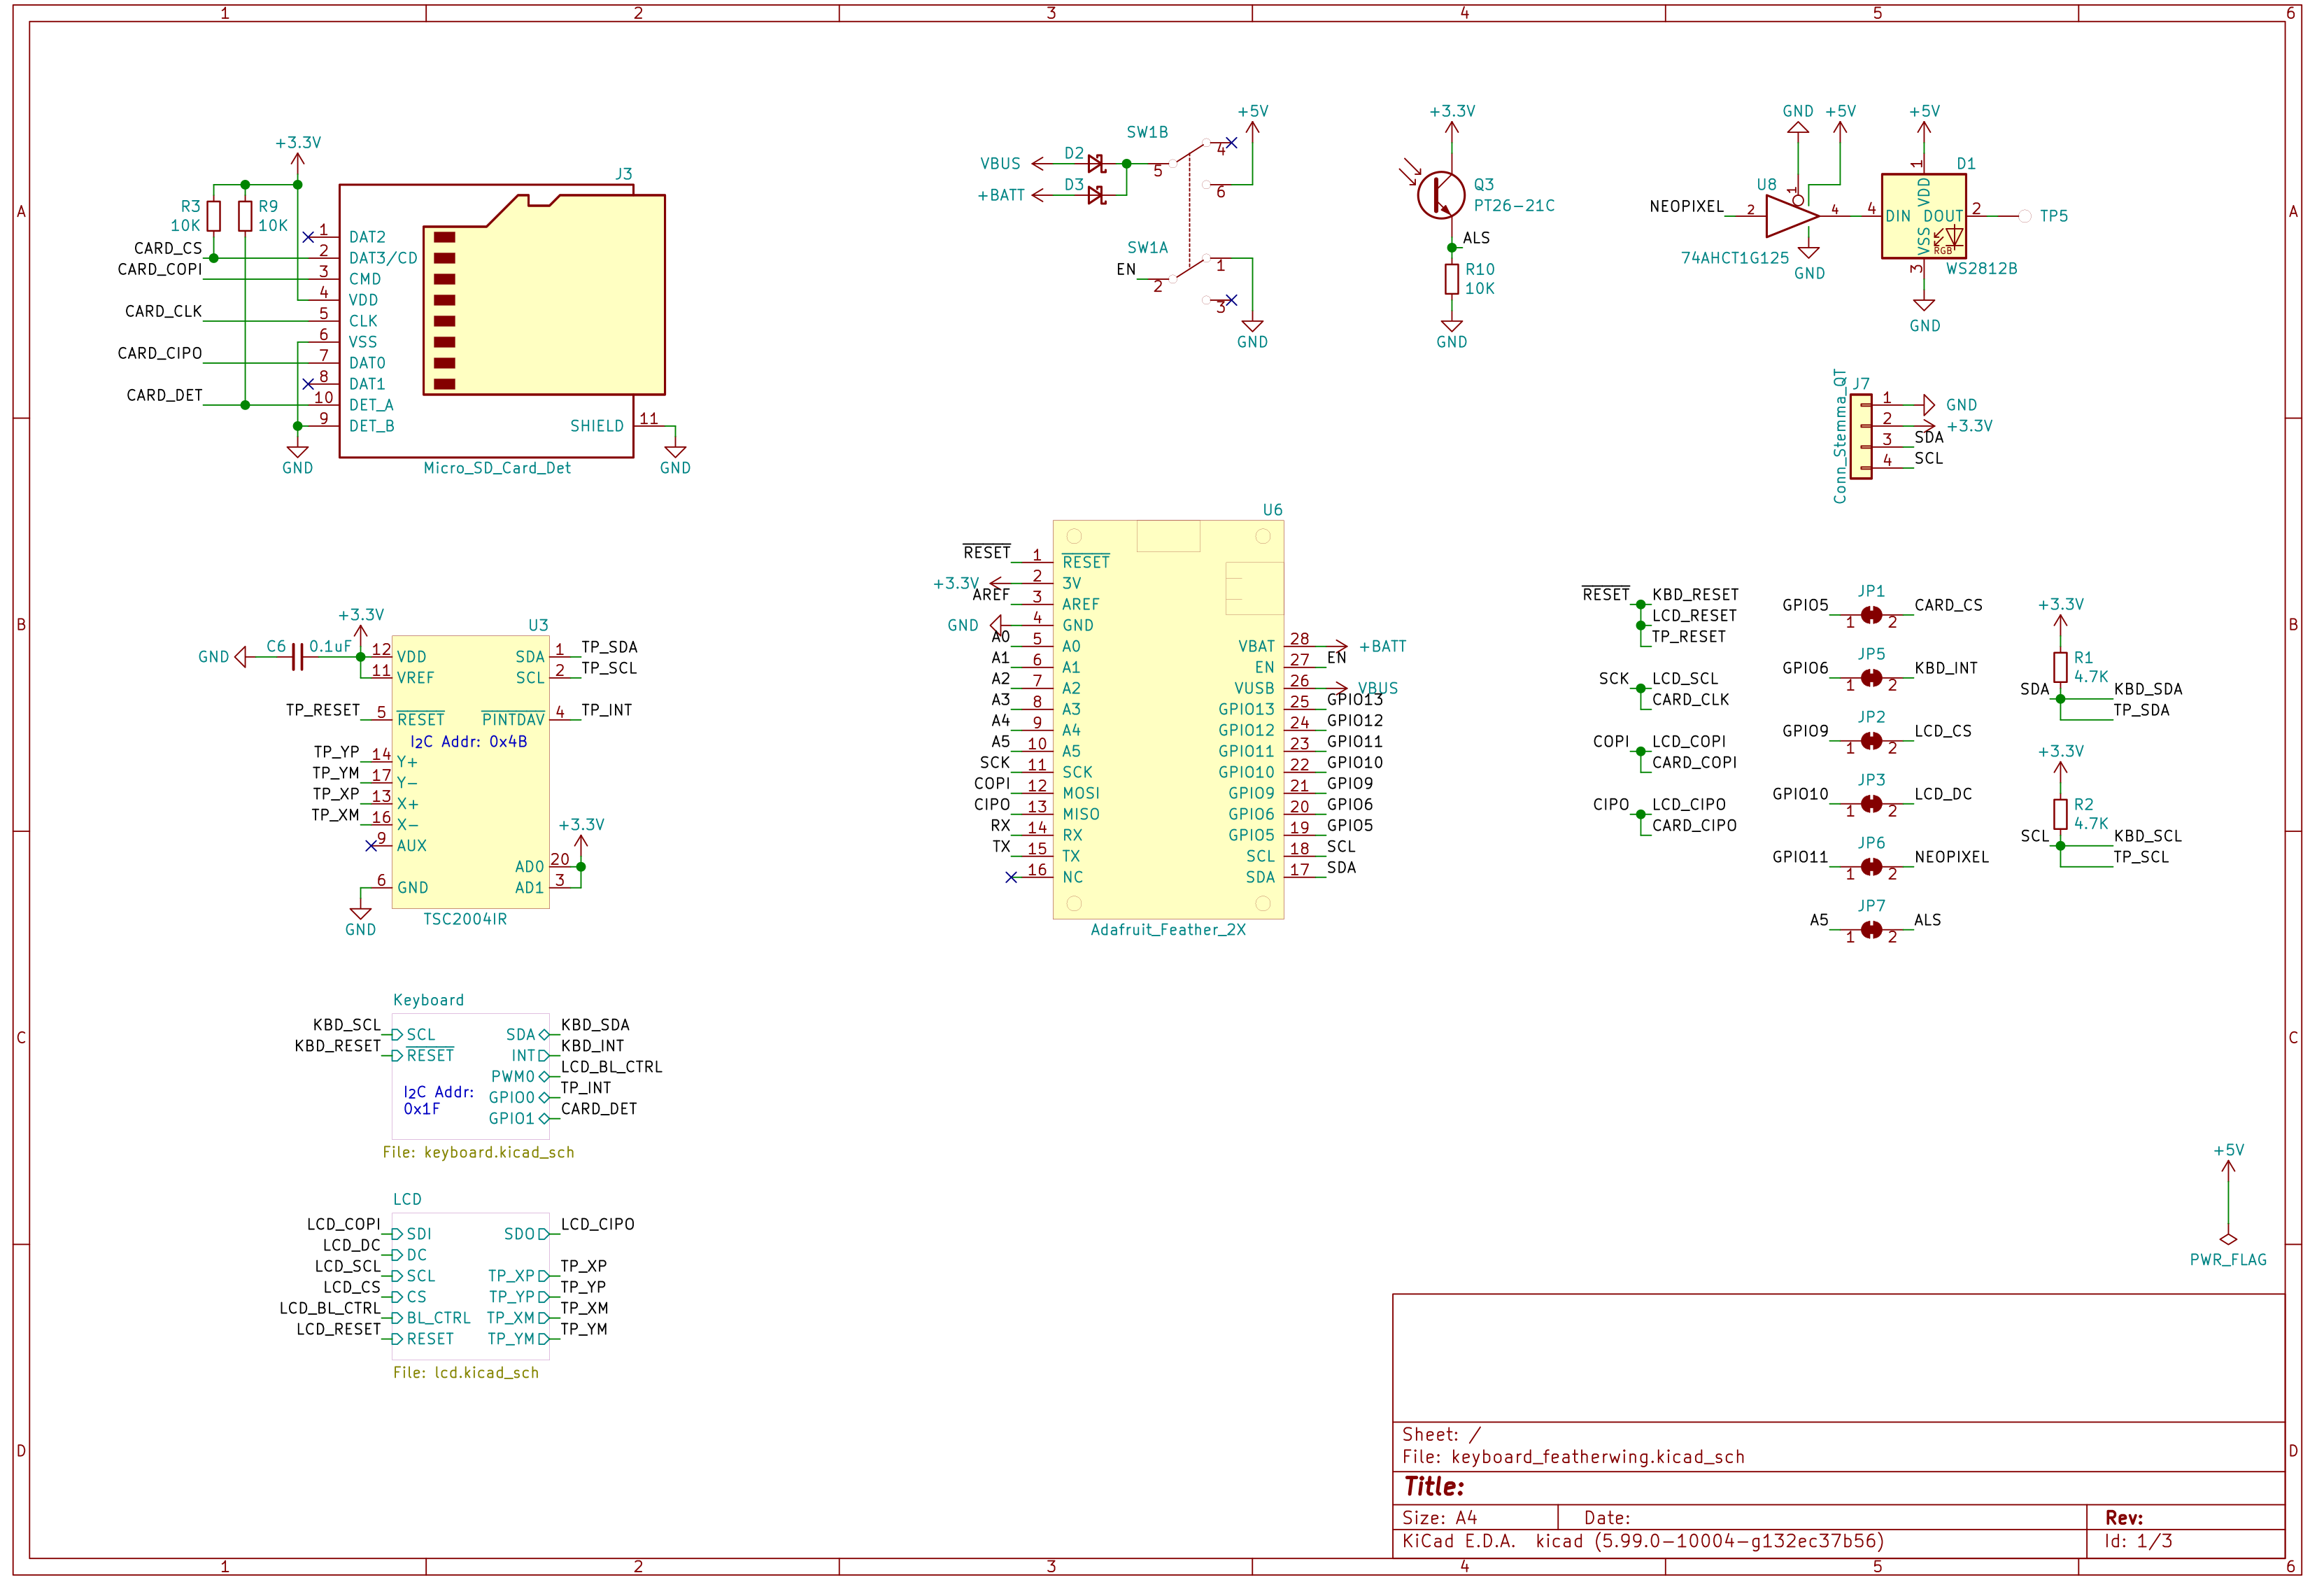 1 2 3 4 5 6
A
B
C
D
+3.3V
R3
10K
R9
10K
J3
CARD_CS
CARD_COPI
CARD_CLK
CARD_CIPO
CARD_DET
1 DAT2
2 DAT3/CD
3 CMD
4 VDD
5 CLK
6 VSS
7 DAT0
8 DAT1
10 DET_A
9 DET_B
SHIELD 11
GND
Micro_SD_Card_Det
GND
SW1B
+5V
VBUS
D2
+BATT
D3
5
4
6
SW1A
EN
2
1
3
GND
+3.3V
Q3
PT26-21C
ALS
R10
10K
GND
GND
+5V
+5V
U8
D1
NEOPIXEL
2
1
4
4
DIN
DOUT
2
TP5
1
VDD
VSS
3
RGB
74AHCT1G125
GND
WS2812B
GND
J7
Conn_Stemma_QT
1 GND
2 +3.3V
3 SDA
4 SCL
+3.3V
U3
GND
C6
0.1uF
12 VDD
11 VREF
TP_RESET 5 RESET
I2C Addr: 0x4B
TP_YP 14 Y+
TP_YM 17 Y-
TP_XP 13 X+
TP_XM 16 X-
9 AUX
6 GND
GND
SDA 1 TP_SDA
SCL 2 TP_SCL
PINTDAV 4 TP_INT
+3.3V
AD0 20
AD1 3
TSC2004IR
U6
RESET 1 RESET
+3.3V 2 3V
AREF 3 AREF
GND 4 GND
A0 5 A0
A1 6 A1
A2 7 A2
A3 8 A3
A4 9 A4
A5 10 A5
SCK 11 SCK
COPI 12 MOSI
CIPO 13 MISO
RX 14 RX
TX 15 TX
16 NC
VBAT 28 +BATT
EN 27 EN
VUSB 26 VBUS
GPIO13 25 GPIO13
GPIO12 24 GPIO12
GPIO11 23 GPIO11
GPIO10 22 GPIO10
GPIO9 21 GPIO9
GPIO6 20 GPIO6
GPIO5 19 GPIO5
SCL 18 SCL
SDA 17 SDA
Adafruit_Feather_2X
RESET
KBD_RESET
LCD_RESET
TP_RESET
SCK
LCD_SCL
CARD_CLK
COPI
LCD_COPI
CARD_COPI
CIPO
LCD_CIPO
CARD_CIPO
JP1
GPIO5 1 2 CARD_CS
JP5
GPIO6 1 2 KBD_INT
JP2
GPIO9 1 2 LCD_CS
JP3
GPIO10 1 2 LCD_DC
JP6
GPIO11 1 2 NEOPIXEL
JP7
A5 1 2 ALS
+3.3V
R1
4.7K
SDA
KBD_SDA
TP_SDA
+3.3V
R2
4.7K
SCL
KBD_SCL
TP_SCL
Keyboard
KBD_SCL SCL
KBD_RESET RESET
I2C Addr:
0x1F
SDA KBD_SDA
INT KBD_INT
PWM0 LCD_BL_CTRL
GPIO0 TP_INT
GPIO1 CARD_DET
File: keyboard.kicad_sch
LCD
LCD_COPI SDI
LCD_DC DC
LCD_SCL SCL
LCD_CS CS
LCD_BL_CTRL BL_CTRL
LCD_RESET RESET
SDO LCD_CIPO
TP_XP TP_XP
TP_YP TP_YP
TP_XM TP_XM
TP_YM TP_YM
File: lcd.kicad_sch
+5V
PWR_FLAG
Sheet: /
File: keyboard_featherwing.kicad_sch
Title:
Size: A4 Date: Rev:
KiCad E.D.A. kicad (5.99.0-10004-g132ec37b56) Id: 1/3
A
B
C
D
1 2 3 4 5 6